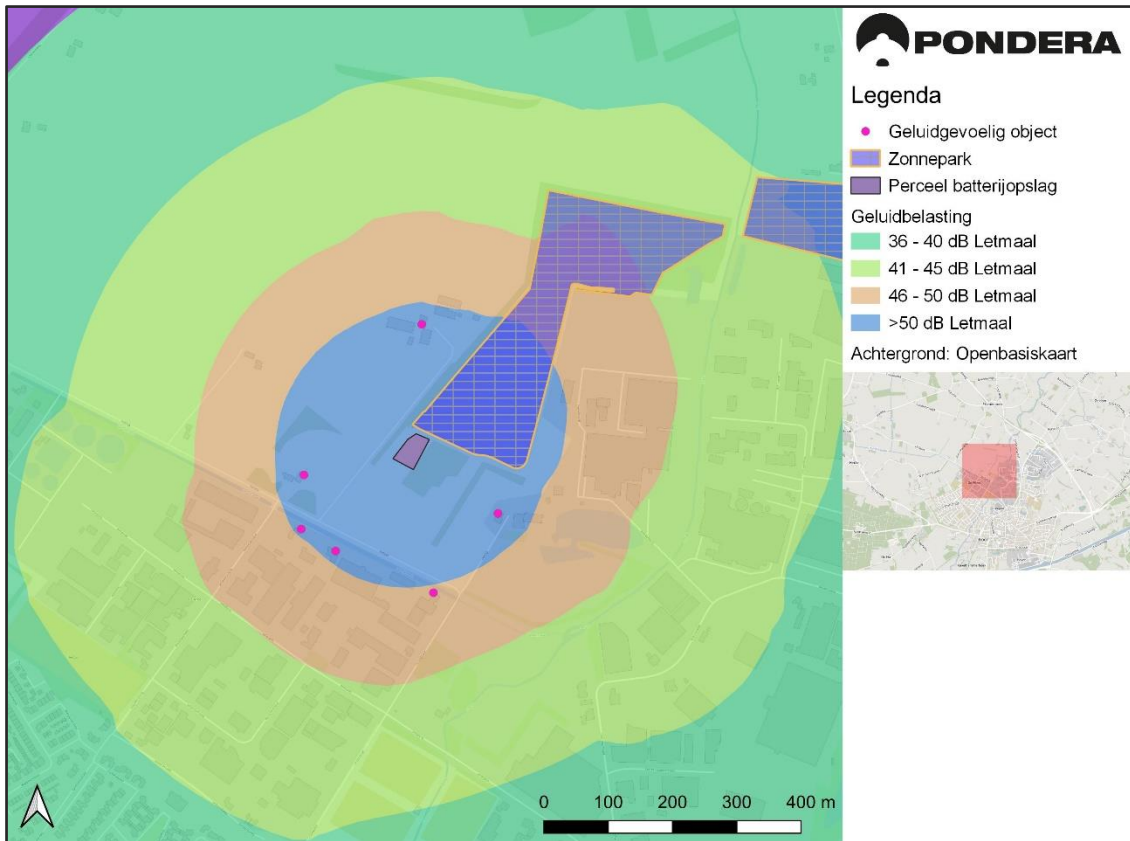 PONDERA
Legenda
Geluidgevoelig object
Zonnepark
Perceel batterijopslag
Geluidbelasting
36 - 40 dB Letmaal
41 - 45 dB Letmaal
46 - 50 dB Letmaal
>50 dB Letmaal
Achtergrond: Openbasiskaart
0 100 200 300 400 m